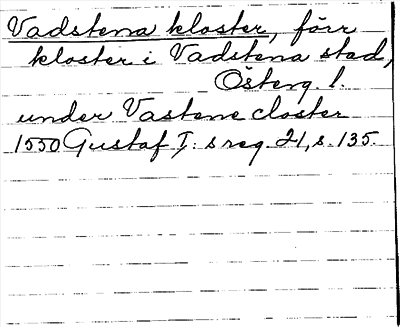 Vadstena kloster, förr
kloster i Vadstena stad,
Österg. l.
under Vastene closter
1550 Gustaf I:s reg. 21, s. 135.